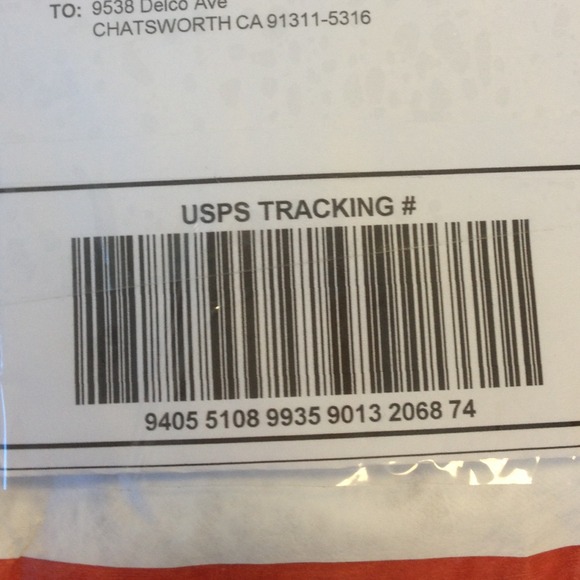 TO: 9538 Delco Ave
CHATSWORTH CA 91311-5316
USPS TRACKING #
9405 5108 9935 9013 2068 74